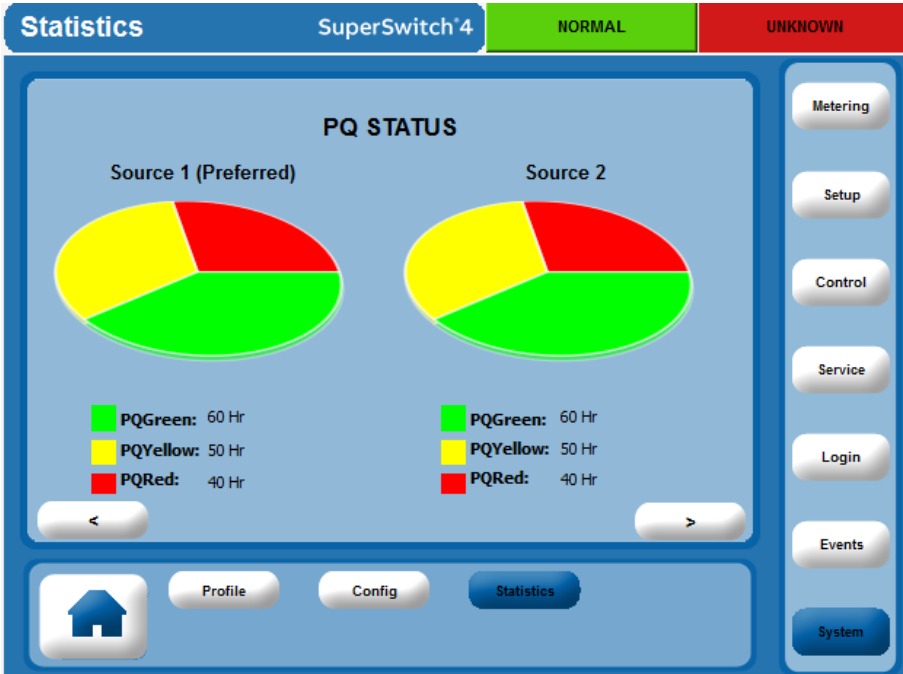 Statistics
SuperSwitch®4
NORMAL
UNKNOWN
PQ STATUS
Source 1 (Preferred)
Source 2
PQGreen: 60 Hr
PQYellow: 50 Hr
PQRed: 40 Hr
PQGreen: 60 Hr
PQYellow: 50 Hr
PQRed: 40 Hr
<
>
Profile
Config
Statistics
Metering
Setup
Control
Service
Login
Events
System